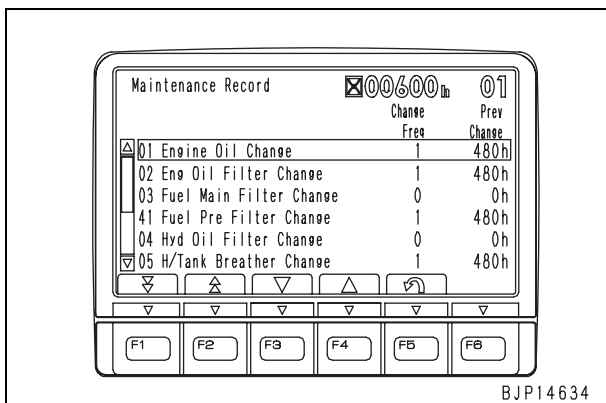 Maintenance Record 00600h 01
Change Prev
Freq Change
01 Engine Oil Change 1 480h
02 Eng Oil Filter Change 1 480h
03 Fuel Main Filter Change 0 0h
41 Fuel Pre Filter Change 1 480h
04 Hyd Oil Filter Change 0 0h
05 H/Tank Breather Change 1 480h
F1 F2 F3 F4 F5 F6
BJP14634